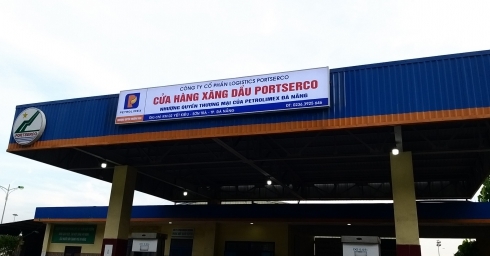 CÔNG TY CỔ PHẦN LOGISTICS PORTSERCO
CỬA HÀNG XĂNG DẦU PORTSERCO
NHƯỢNG QUYỀN THƯƠNG MẠI CỦA PETROLIMEX ĐÀ NẴNG
PETROLIMEX
PORTSERCO